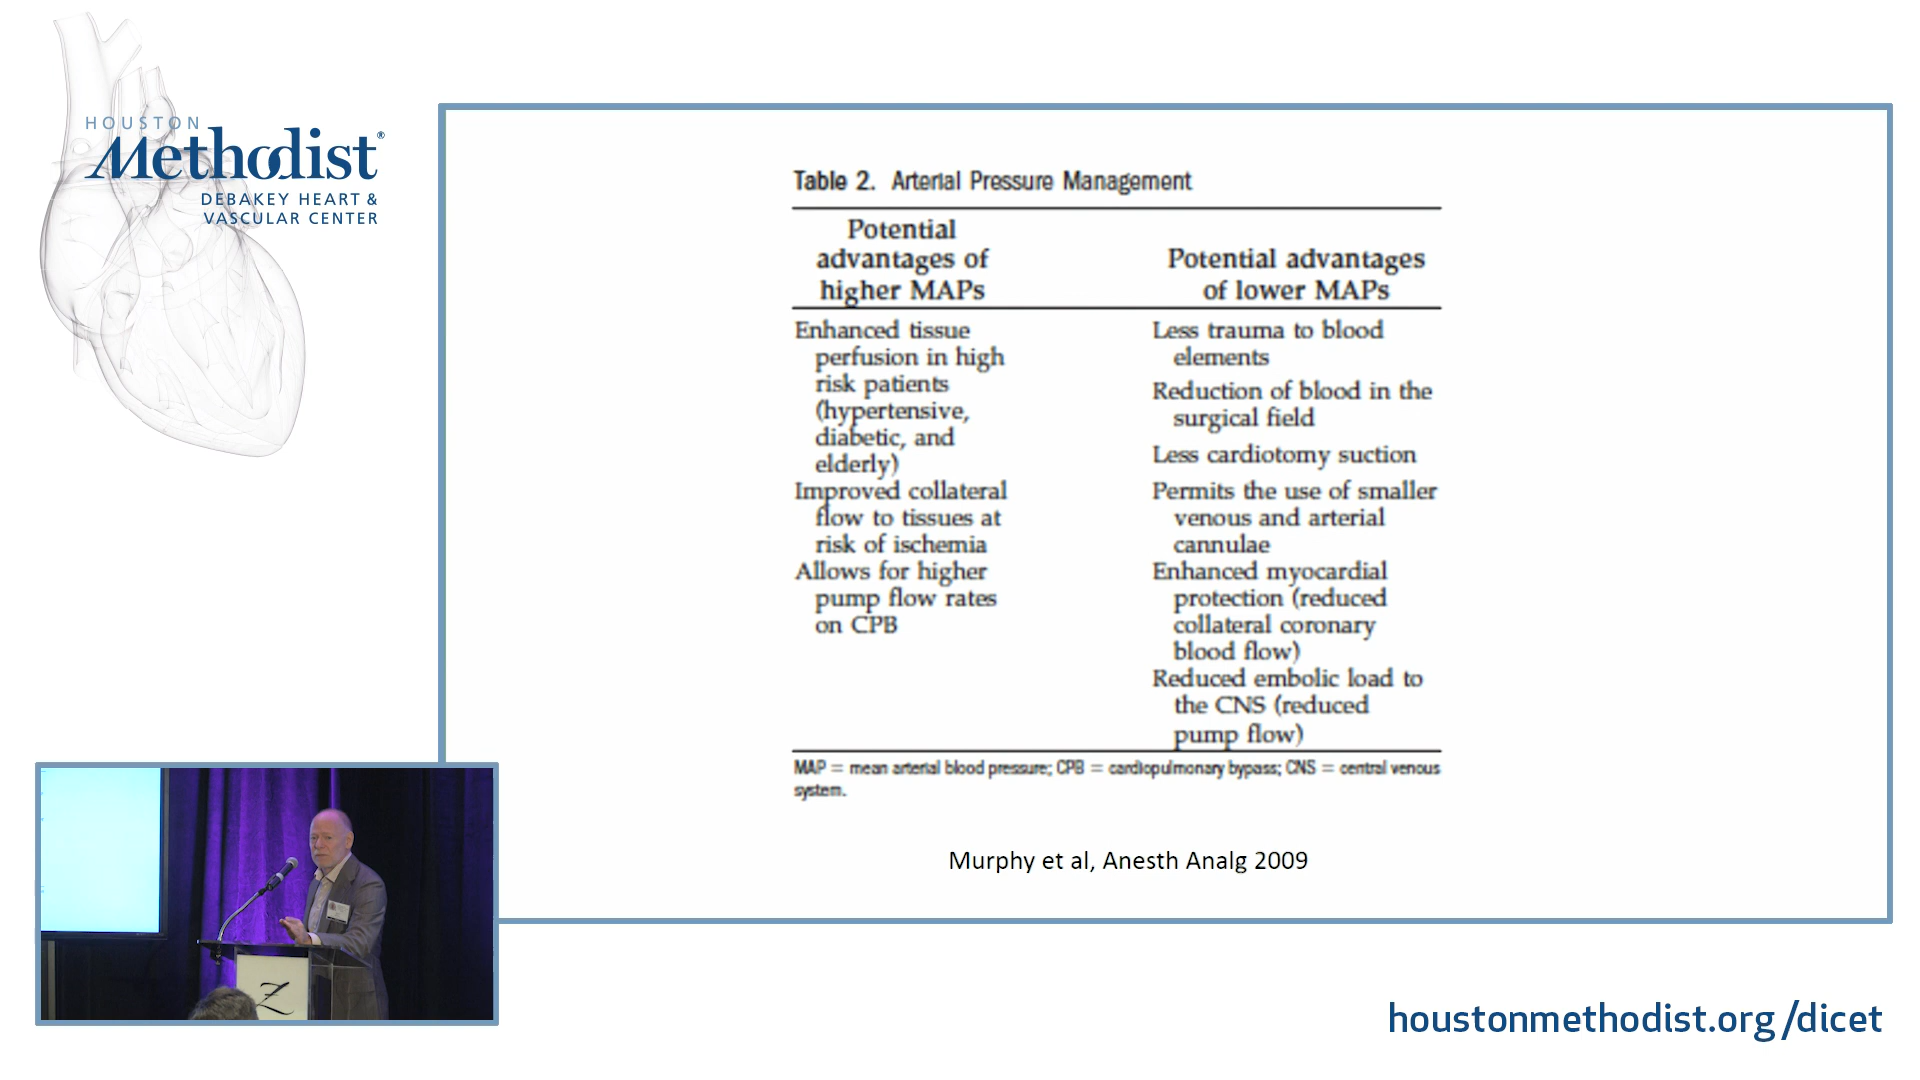 HOUSTON
Methodist®
DEBAKEY HEART &
VASCULAR CENTER
Table 2. Arterial Pressure Management
Potential
advantages of
higher MAPs
Potential advantages
of lower MAPs
Enhanced tissue
perfusion in high
risk patients
(hypertensive,
diabetic, and
elderly)
Improved collateral
flow to tissues at
risk of ischemia
Allows for higher
pump flow rates
on CPB
Less trauma to blood
elements
Reduction of blood in the
surgical field
Less cardiotomy suction
Permits the use of smaller
venous and arterial
cannulae
Enhanced myocardial
protection (reduced
collateral coronary
blood flow)
Reduced embolic load to
the CNS (reduced
pump flow)
MAP = mean arterial blood pressure; CPB = cardiopulmonary bypass; CNS = central venous
system.
Murphy et al, Anesth Analg 2009
Z
houstonmethodist.org/dicet